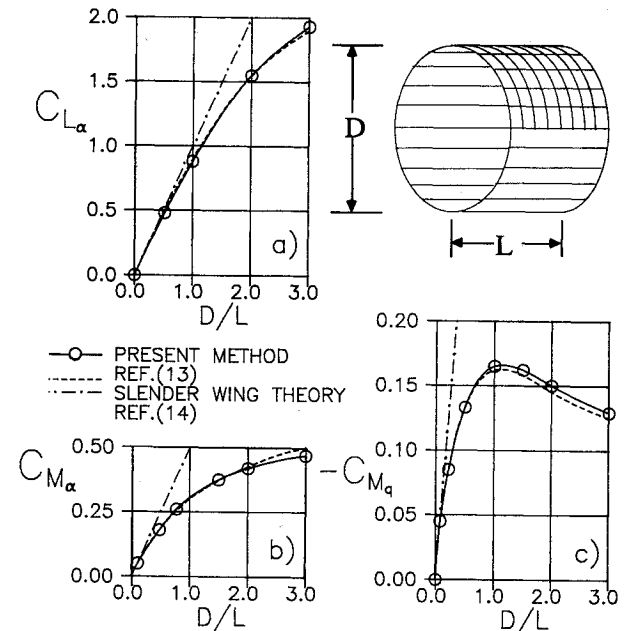 2.0
1.5
C_Lα
1.0
0.5
a)
0.0
0.0 1.0 2.0 3.0
D/L
D
L
PRESENT METHOD
REF.(13)
SLENDER WING THEORY
REF.(14)
0.50
C_Mα
0.25
b)
0.00
0.0 1.0 2.0 3.0
D/L
0.20
0.15
-C_Mq
0.10
0.05
c)
0.00
0.0 1.0 2.0 3.0
D/L